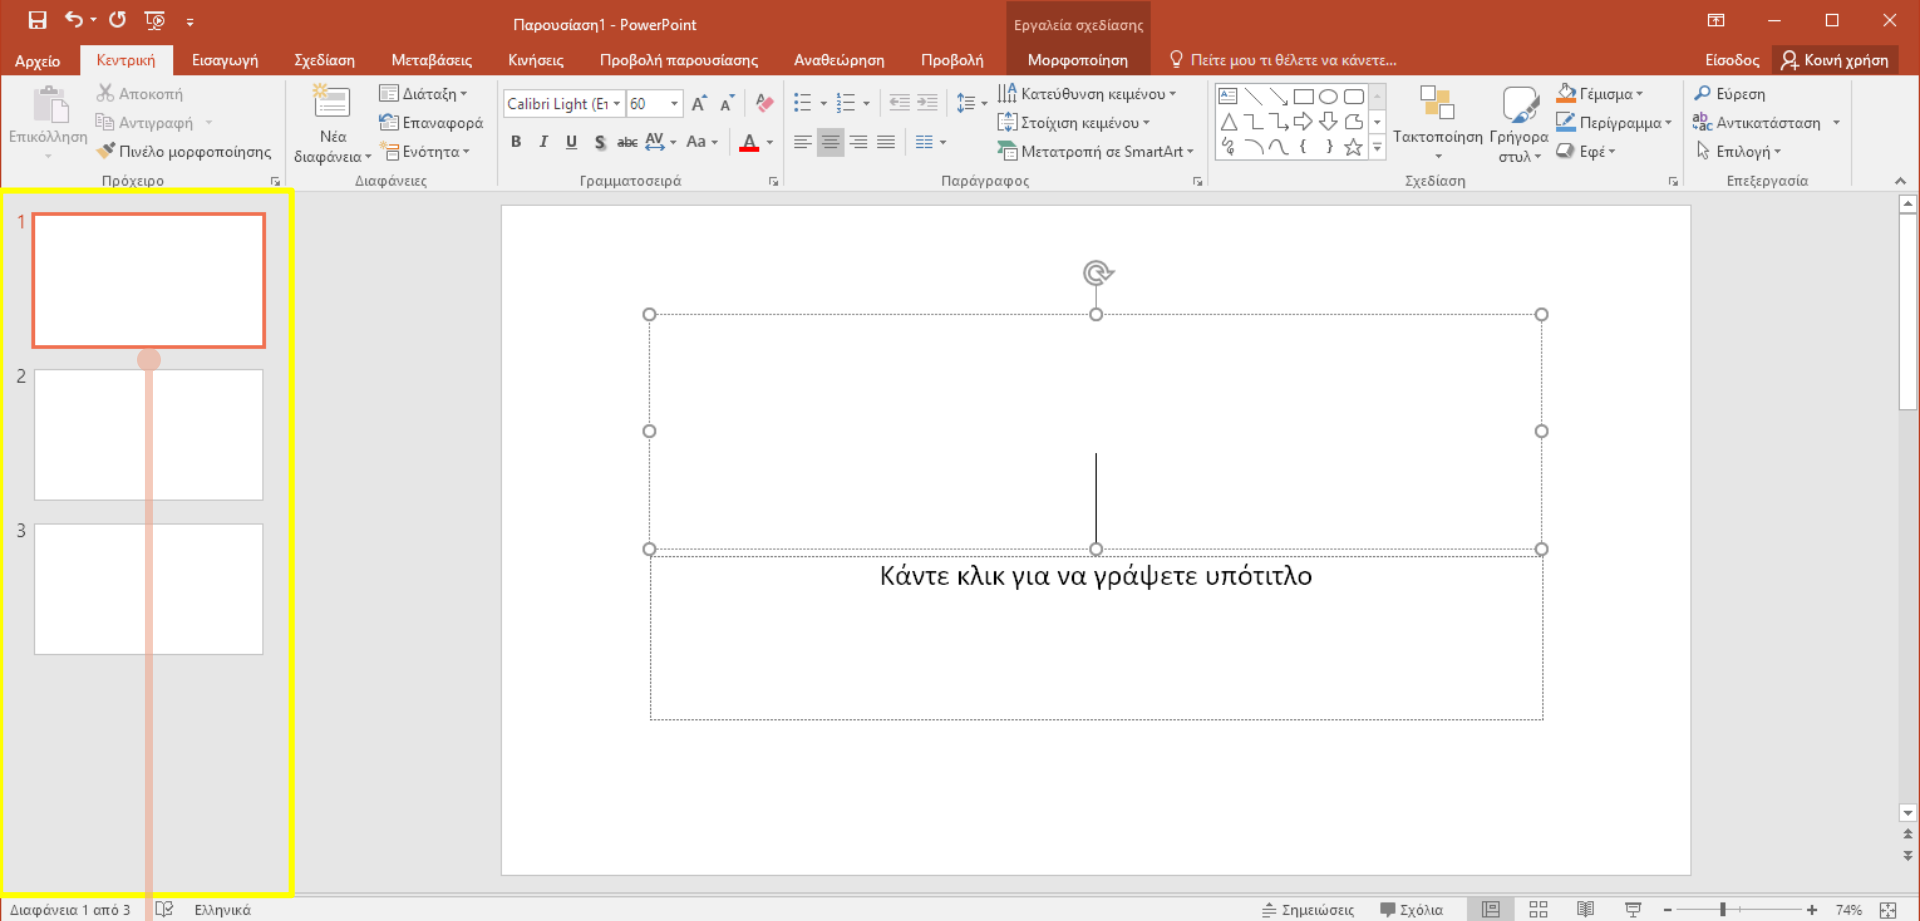 Παρουσίαση1 - PowerPoint
Εργαλεία σχεδίασης
Αρχείο Κεντρική Εισαγωγή Σχεδίαση Μεταβάσεις Κινήσεις Προβολή παρουσίασης Αναθεώρηση Προβολή Μορφοποίηση Πείτε μου τι θέλετε να κάνετε... Είσοδος Κοινή χρήση
Επικόλληση
Αποκοπή
Αντιγραφή
Πινέλο μορφοποίησης
Πρόχειρο
Νέα
διαφάνεια
Διάταξη
Επαναφορά
Ενότητα
Διαφάνειες
Calibri Light (Ετ 60 A A
B I U S abc AV Aa A
Γραμματοσειρά
Κατεύθυνση κειμένου
Στοίχιση κειμένου
Μετατροπή σε SmartArt
Παράγραφος
Τακτοποίηση
Γρήγορα
στυλ
Γέμισμα
Περίγραμμα
Εφέ
Σχεδίαση
Εύρεση
Αντικατάσταση
Επιλογή
Επεξεργασία
1
2
3
Κάντε κλικ για να γράψετε υπότιτλο
Διαφάνεια 1 από 3 Ελληνικά Σημειώσεις Σχόλια 74%